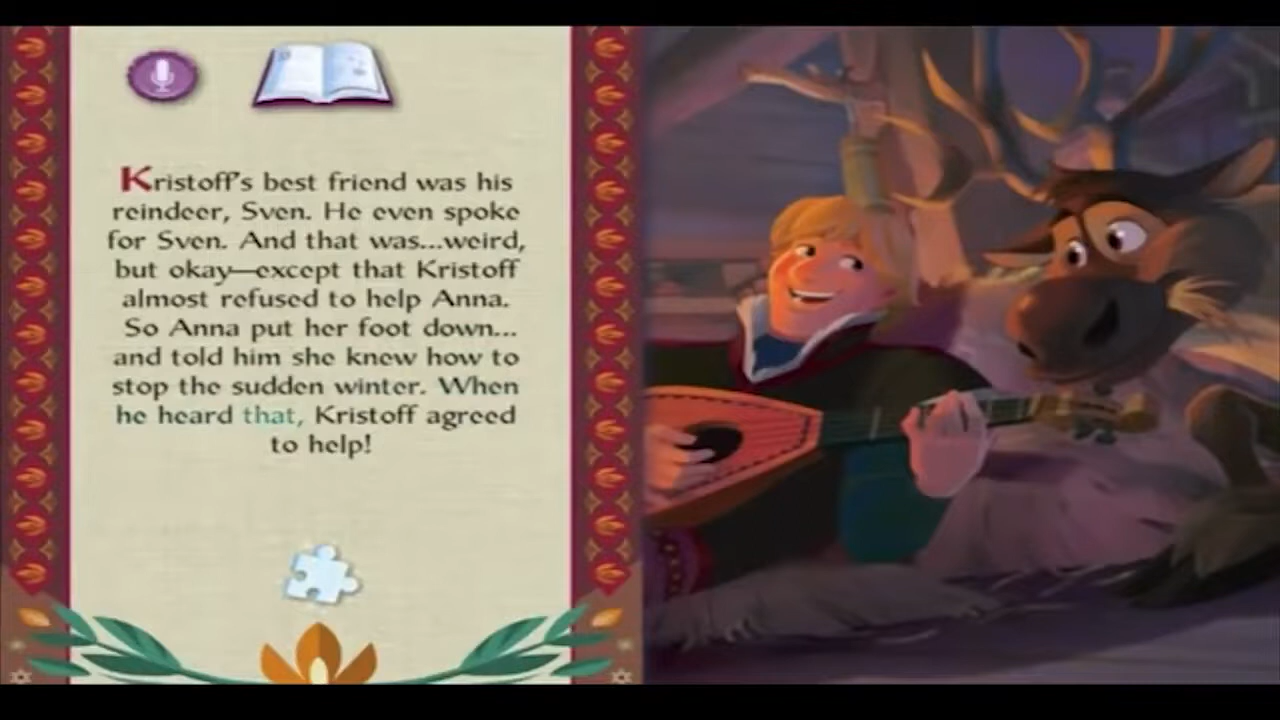 Kristoff's best friend was his
reindeer, Sven. He even spoke
for Sven. And that was...weird,
but okay—except that Kristoff
almost refused to help Anna.
So Anna put her foot down...
and told him she knew how to
stop the sudden winter. When
he heard that, Kristoff agreed
to help!